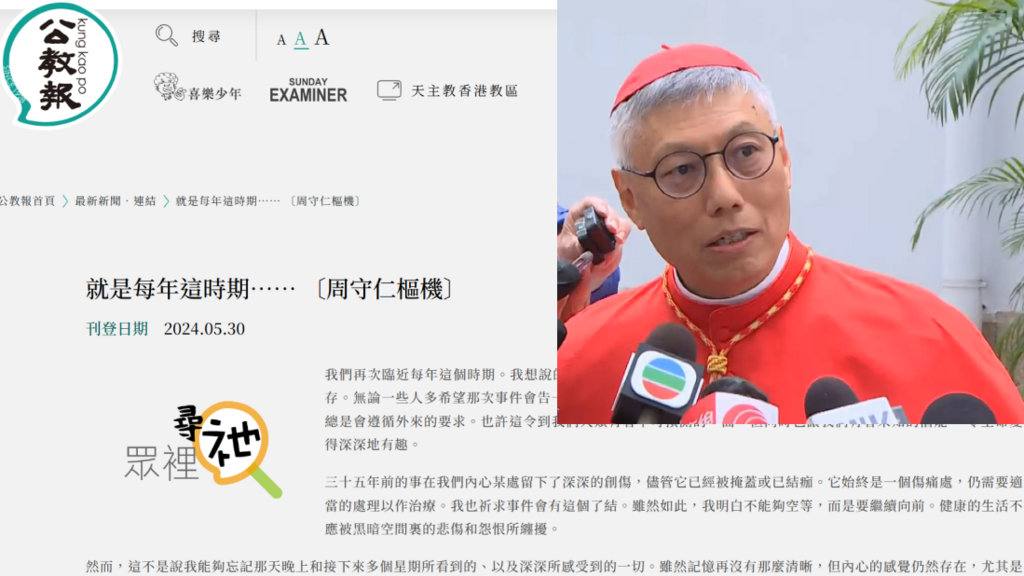 公教報
kung kao po
SINCE 1928
搜尋
A A A
喜樂少年
SUNDAY
EXAMINER
天主教香港教區
公教報首頁 〉 最新新聞．連結 〉 就是每年這時期⋯⋯ 〔周守仁樞機〕
就是每年這時期⋯⋯ 〔周守仁樞機〕
刊登日期 2024.05.30
尋祂
眾裡
我們再次臨近每年這個時期。我想說的
存。無論一些人多希望那次事件會告一
總是會遵循外來的要求。也許這令到我們
得深深地有趣。
三十五年前的事在我們內心某處留下了深深的創傷，儘管它已經被掩蓋或已結痂。它始終是一個傷痛處，仍需要適
當的處理以作治療。我也祈求事件會有這個了結。雖然如此，我明白不能夠空等，而是要繼續向前。健康的生活不
應被黑暗空間裏的悲傷和怨恨所纏擾。
然而，這不是說我能夠忘記那天晚上和接下來多個星期所看到的、以及深深所感受到的一切。雖然記憶再沒有那麼清晰，但內心的感覺仍然存在，尤其是